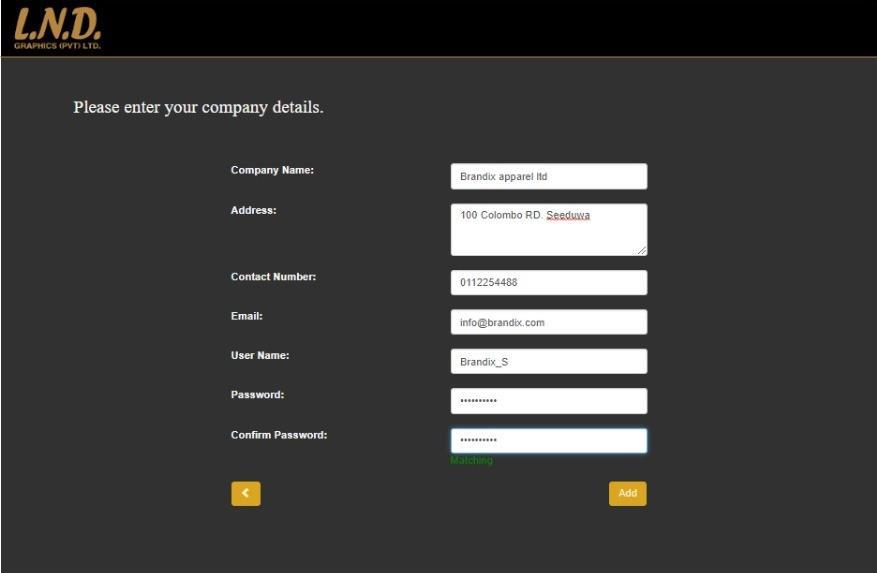 L.N.D.
GRAPHICS (PVT) LTD.
Please enter your company details.
Company Name:
Brandix apparel ltd
Address:
100 Colombo RD. Seeduwa
Contact Number:
0112254488
Email:
info@brandix.com
User Name:
Brandix_S
Password:
••••••••••
Confirm Password:
••••••••••
Matching
Add